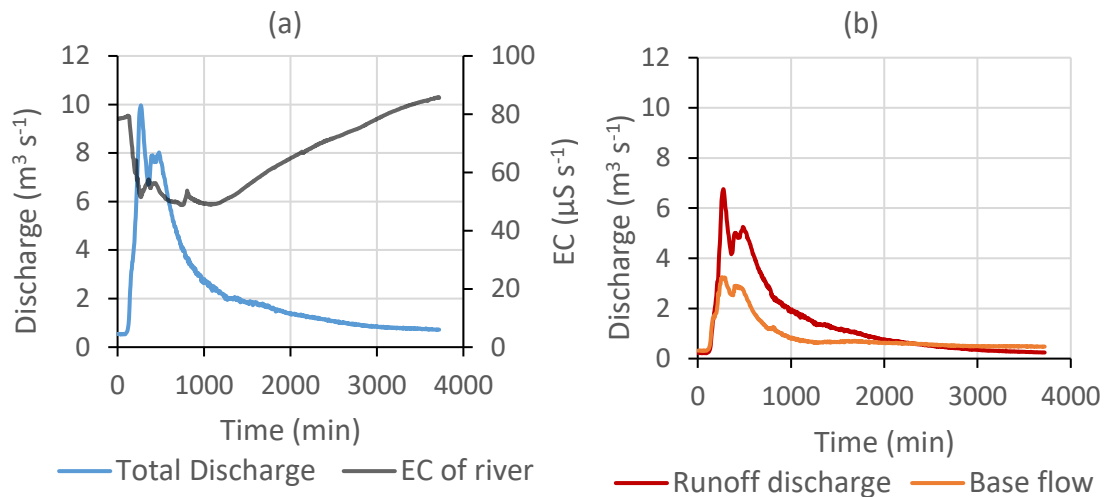 (a)
12
10
8
6
4
2
0
Discharge (m³ s⁻¹)
100
80
60
40
20
0
EC (µS s⁻¹)
0 1000 2000 3000 4000
Time (min)
Total Discharge EC of river
(b)
12
10
8
6
4
2
0
Discharge (m³ s⁻¹)
0 1000 2000 3000 4000
Time (min)
Runoff discharge Base flow